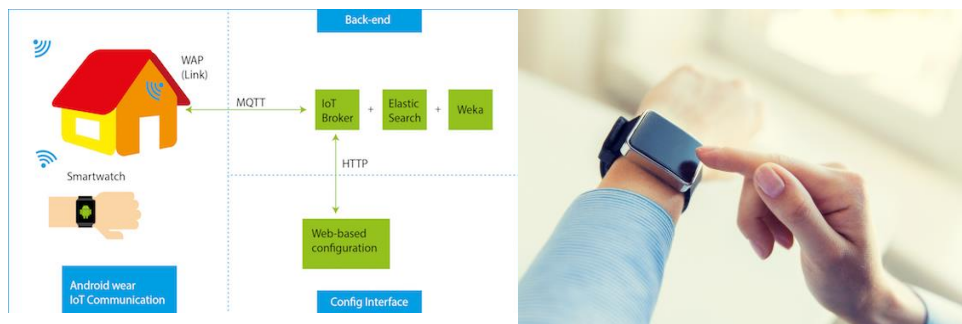 Back-end
WAP
(Link)
MQTT
IoT
Broker
+
Elastic
Search
+
Weka
HTTP
Smartwatch
Web-based
configuration
Android wear
IoT Communication
Config Interface